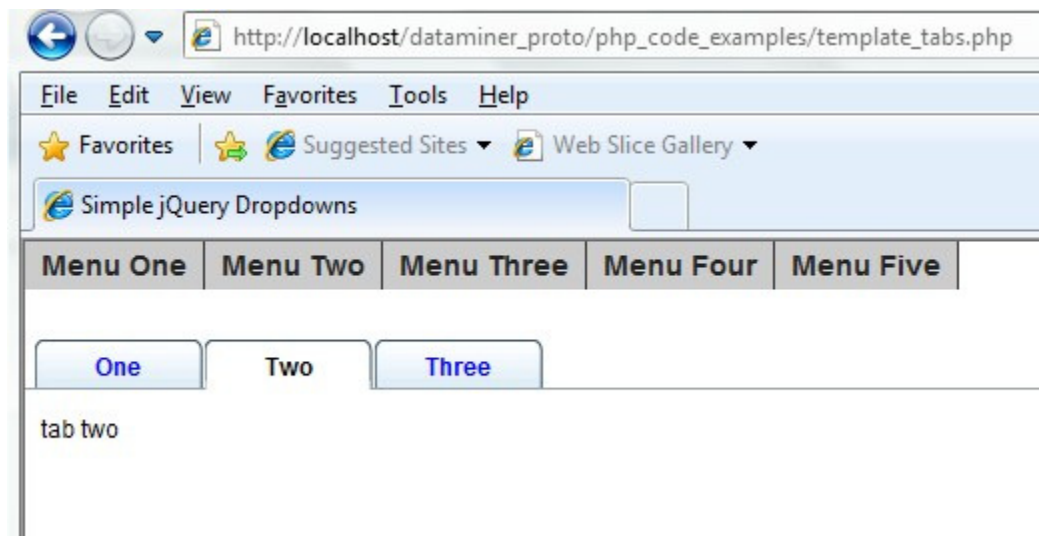 http://localhost/dataminer_proto/php_code_examples/template_tabs.php
File Edit View Favorites Tools Help
Favorites Suggested Sites Web Slice Gallery
Simple jQuery Dropdowns
Menu One Menu Two Menu Three Menu Four Menu Five
One Two Three
tab two